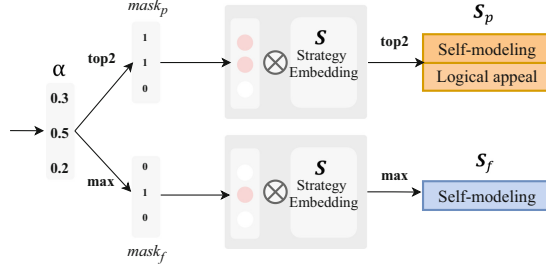 mask_p
1
1
0
top2
α
0.3
0.5
0.2
max
0
1
0
mask_f
S
Strategy
Embedding
top2
S_p
Self-modeling
Logical appeal
S
Strategy
Embedding
max
S_f
Self-modeling